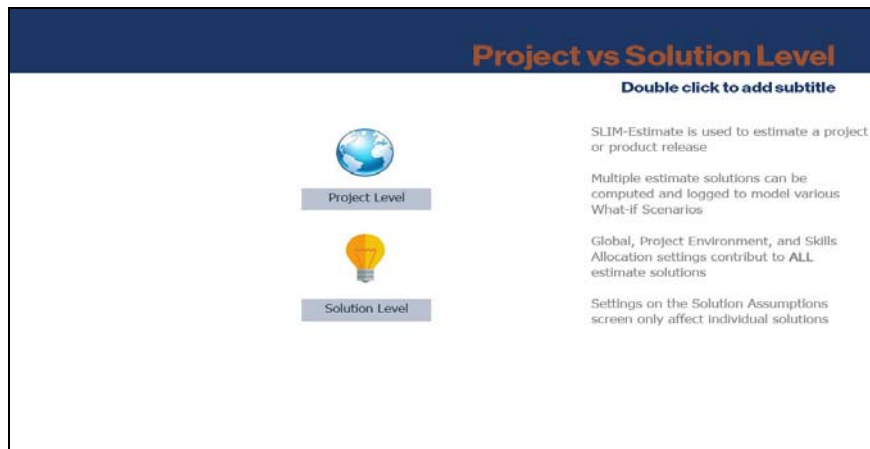 Project vs Solution Level
Double click to add subtitle
SLIM-Estimate is used to estimate a project
or product release
Project Level
Multiple estimate solutions can be
computed and logged to model various
What-if Scenarios
Global, Project Environment, and Skills
Allocation settings contribut to ALL
estimate solutions
Solution Level
Settings on the Solution Assumptions
screen only affect individual solutions